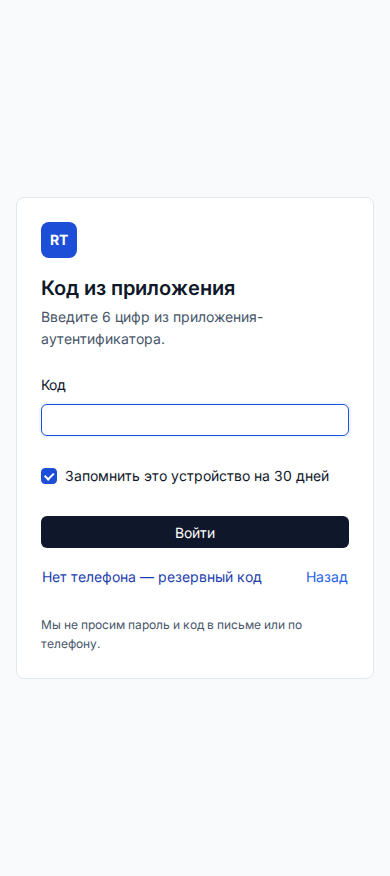 RT
Код из приложения
Введите 6 цифр из приложения-
аутентификатора.
Код
Запомнить это устройство на 30 дней
Войти
Нет телефона — резервный код
Назад
Мы не просим пароль и код в письме или по
телефону.